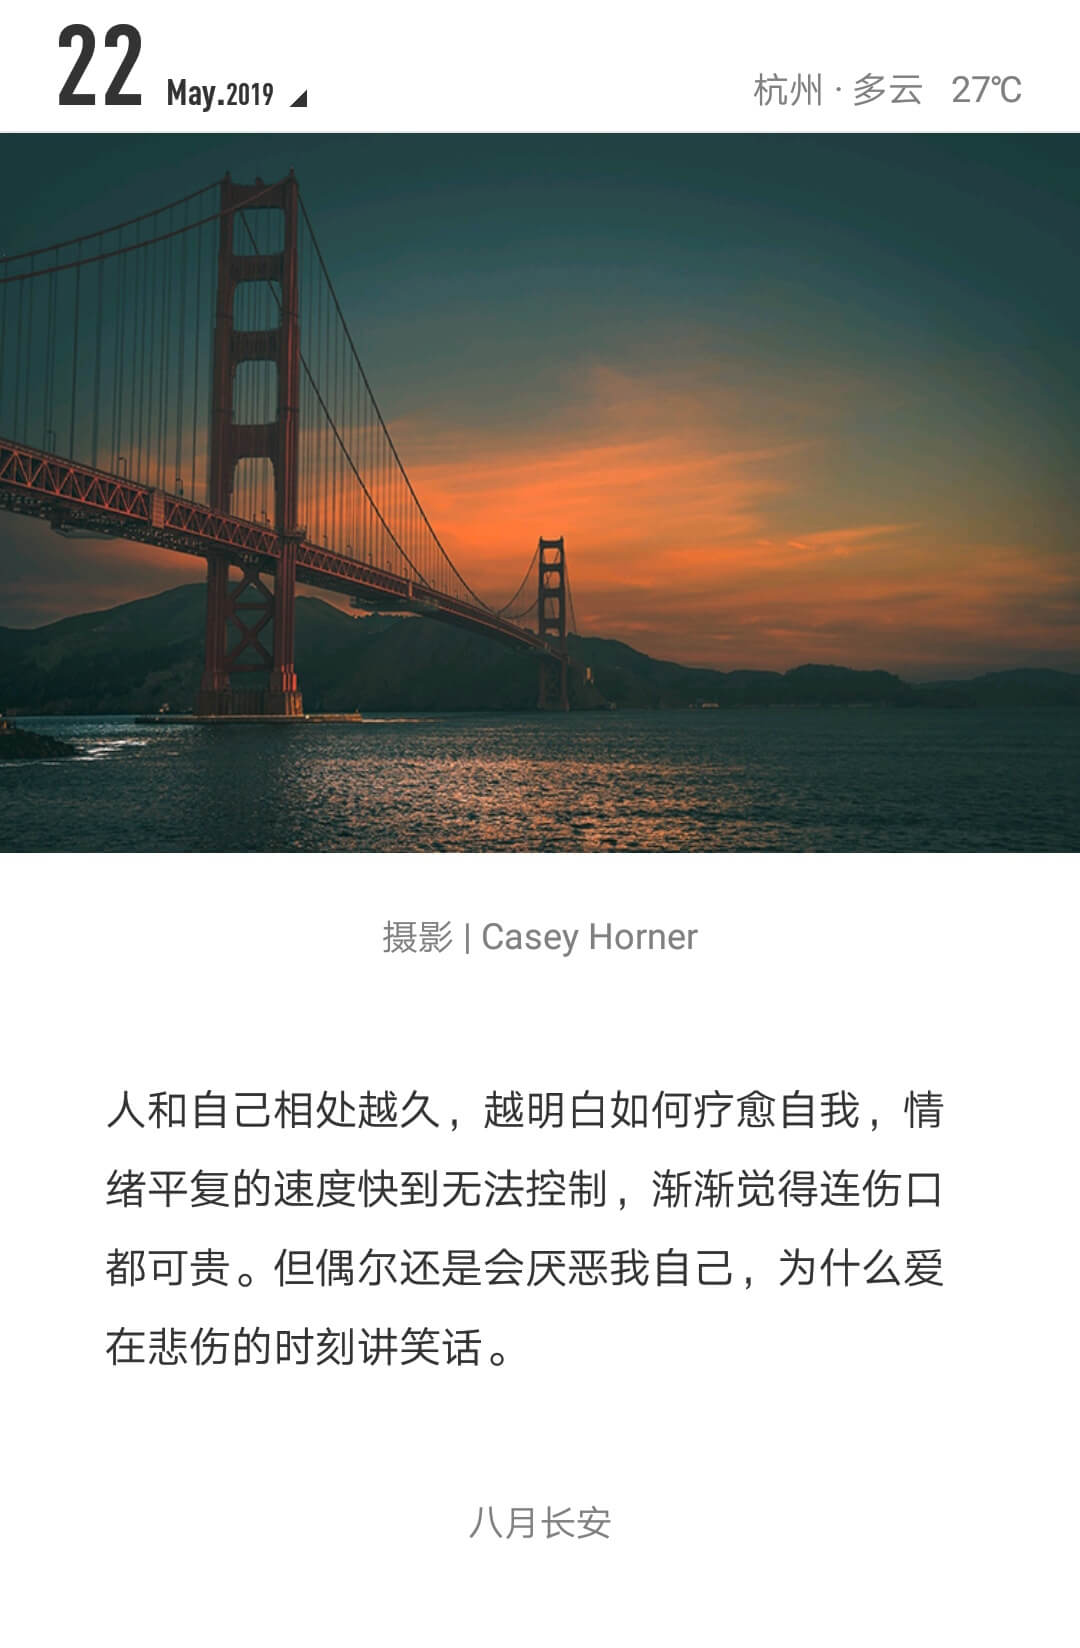 22 May.2019
杭州 · 多云 27℃
摄影 | Casey Horner
人和自己相处越久，越明白如何疗愈自我，情
绪平复的速度快到无法控制，渐渐觉得连伤口
都可贵。但偶尔还是会厌恶我自己，为什么爱
在悲伤的时刻讲笑话。
八月长安